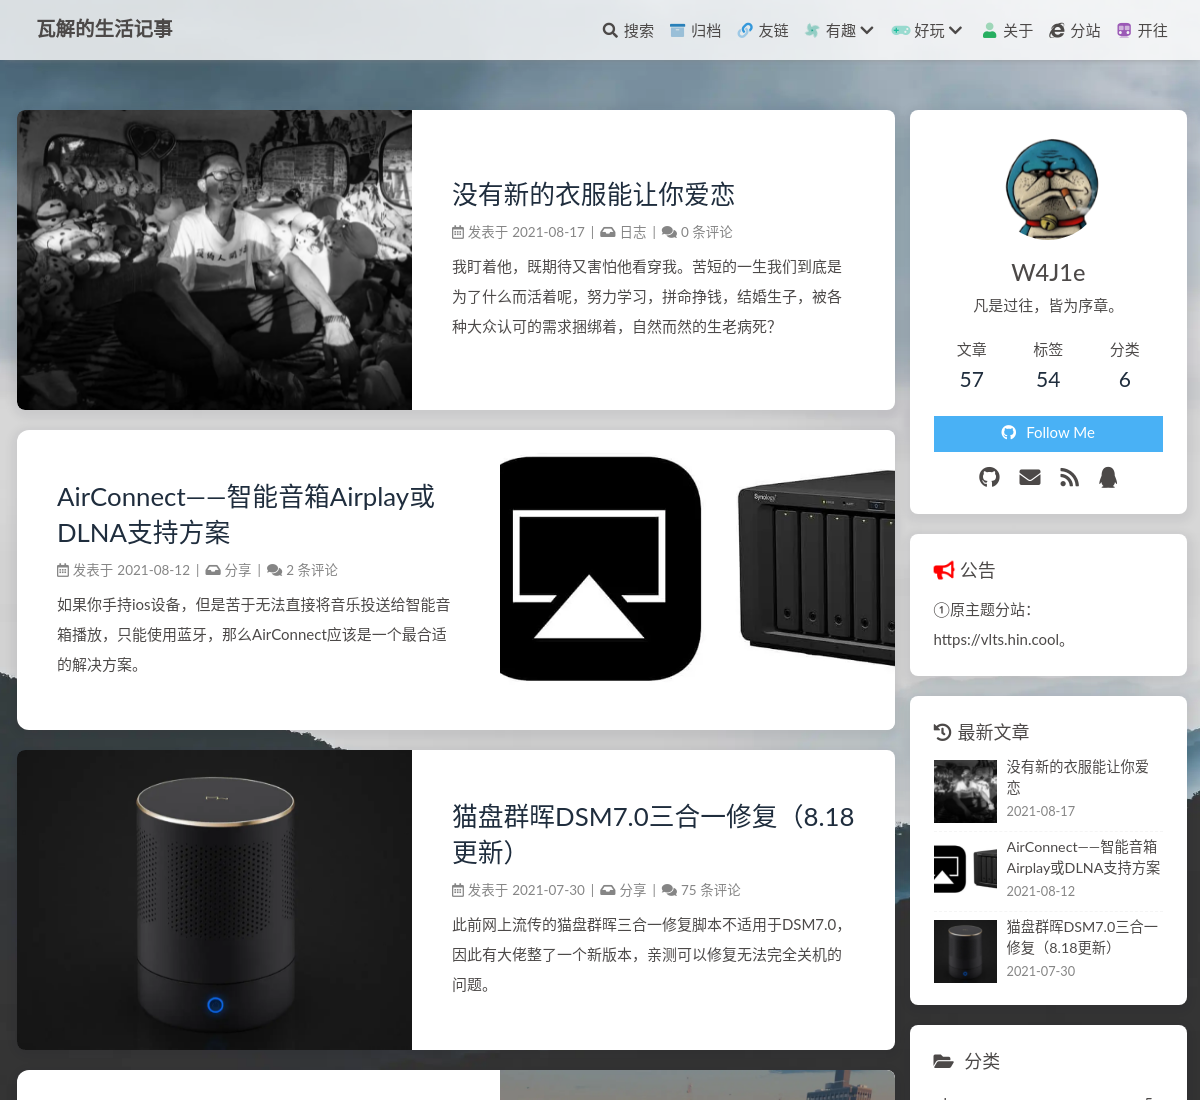 瓦解的生活记事
搜索 归档 友链 有趣 好玩 关于 分站 开往
没有新的衣服能让你爱恋
发表于 2021-08-17 | 日志 | 0 条评论
我盯着他，既期待又害怕他看穿我。苦短的一生我们到底是
为了什么而活着呢，努力学习，拼命挣钱，结婚生子，被各
种大众认可的需求捆绑着，自然而然的生老病死？
AirConnect——智能音箱Airplay或
DLNA支持方案
发表于 2021-08-12 | 分享 | 2 条评论
如果你手持ios设备，但是苦于无法直接将音乐投送给智能音
箱播放，只能使用蓝牙，那么AirConnect应该是一个最合适
的解决方案。
Synology
猫盘群晖DSM7.0三合一修复（8.18
更新）
发表于 2021-07-30 | 分享 | 75 条评论
此前网上流传的猫盘群晖三合一修复脚本不适用于DSM7.0，
因此有大佬整了一个新版本，亲测可以修复无法完全关机的
问题。
W4J1e
凡是过往，皆为序章。
文章 标签 分类
57 54 6
Follow Me
公告
①原主题分站：
https://vlts.hin.cool。
最新文章
没有新的衣服能让你爱
恋
2021-08-17
AirConnect——智能音箱
Airplay或DLNA支持方案
2021-08-12
猫盘群晖DSM7.0三合一
修复（8.18更新）
2021-07-30
分类